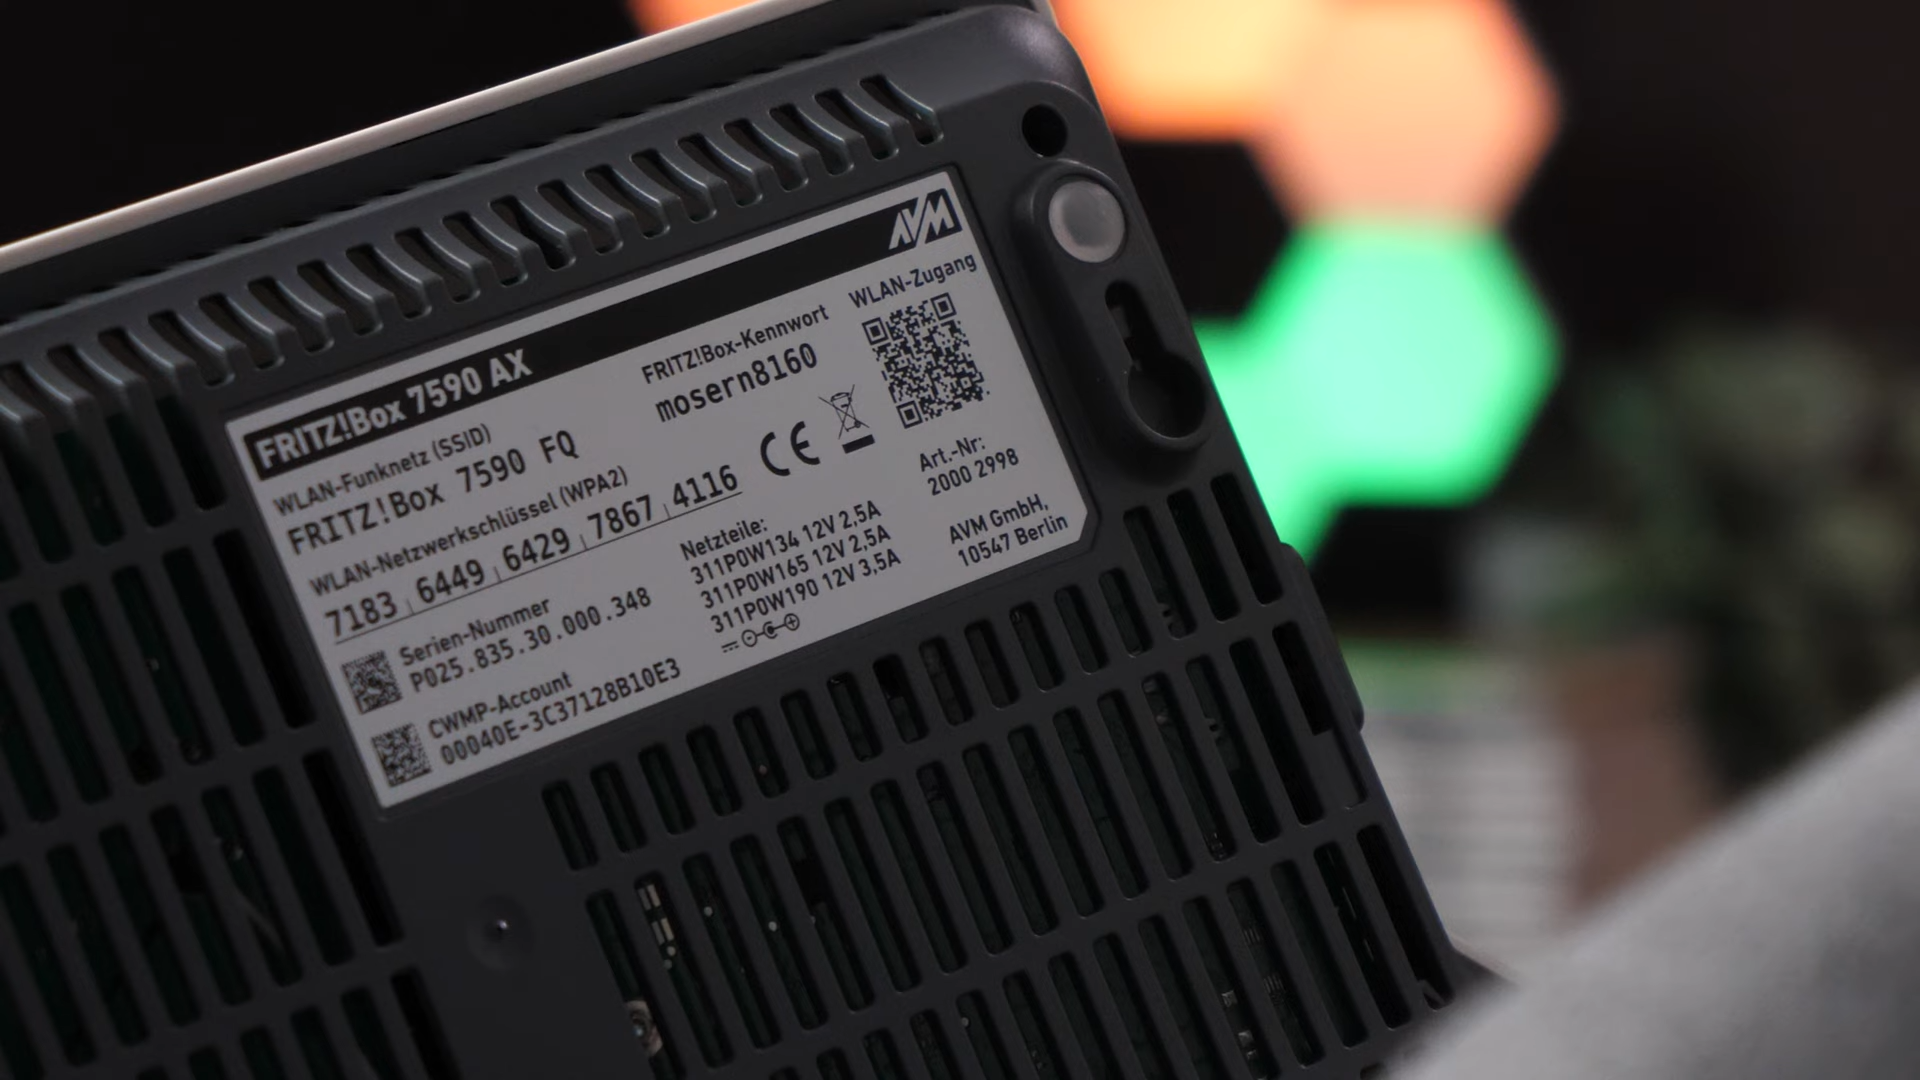 AVM
FRITZ!Box 7590 AX
WLAN-Funknetz (SSID)
FRITZ!Box 7590 FQ
WLAN-Netzwerkschlüssel (WPA2)
7183 6449 6429 7867 4116
Serien-Nummer
P025.835.30.000.348
CWMP-Account
00040E-3C37128B10E3
FRITZ!Box-Kennwort
mosern8160
CE
Netzteile:
311P0W134 12V 2,5A
311P0W165 12V 2,5A
311P0W190 12V 3,5A
WLAN-Zugang
Art.-Nr:
2000 2998
AVM GmbH,
10547 Berlin